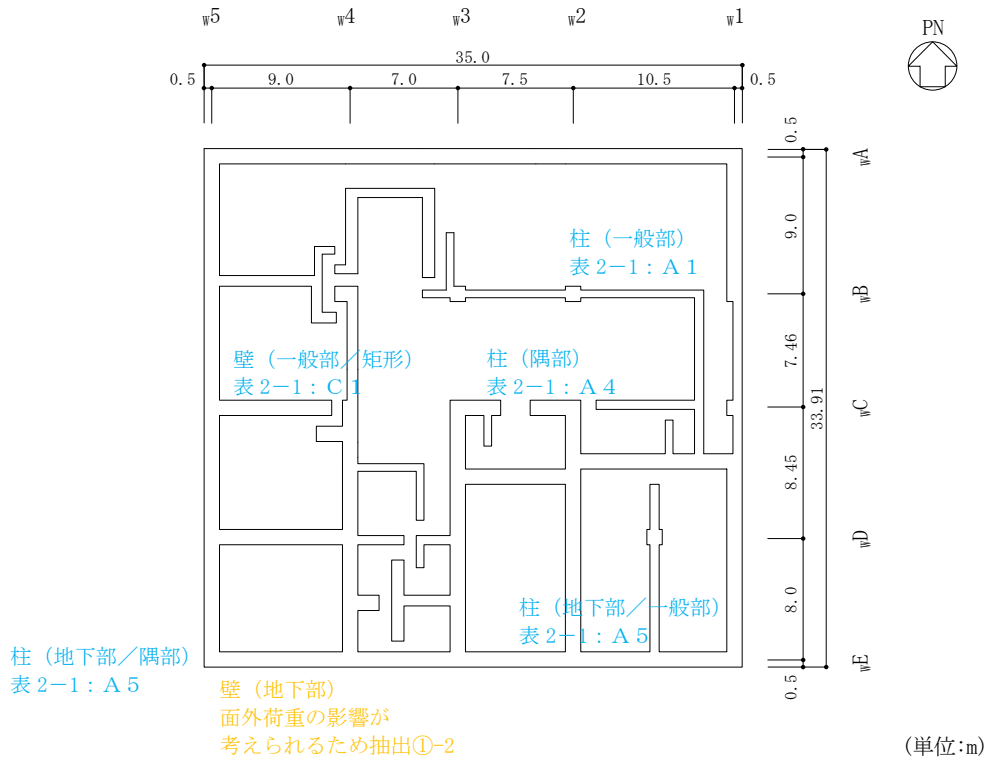 W5 W4 W3 W2 W1
PN
35.0
0.5 9.0 7.0 7.5 10.5 0.5
0.5
WA
9.0
柱（一般部）
表2－1：A1
WB
壁（一般部／矩形）
表2－1：C1
柱（隅部）
表2－1：A4
7.46
WC
33.91
8.45
WD
柱（地下部／一般部）
表2－1：A5
8.0
柱（地下部／隅部）
表2－1：A5
WE
0.5
壁（地下部）
面外荷重の影響が
考えられるため抽出①-2
(単位:m)